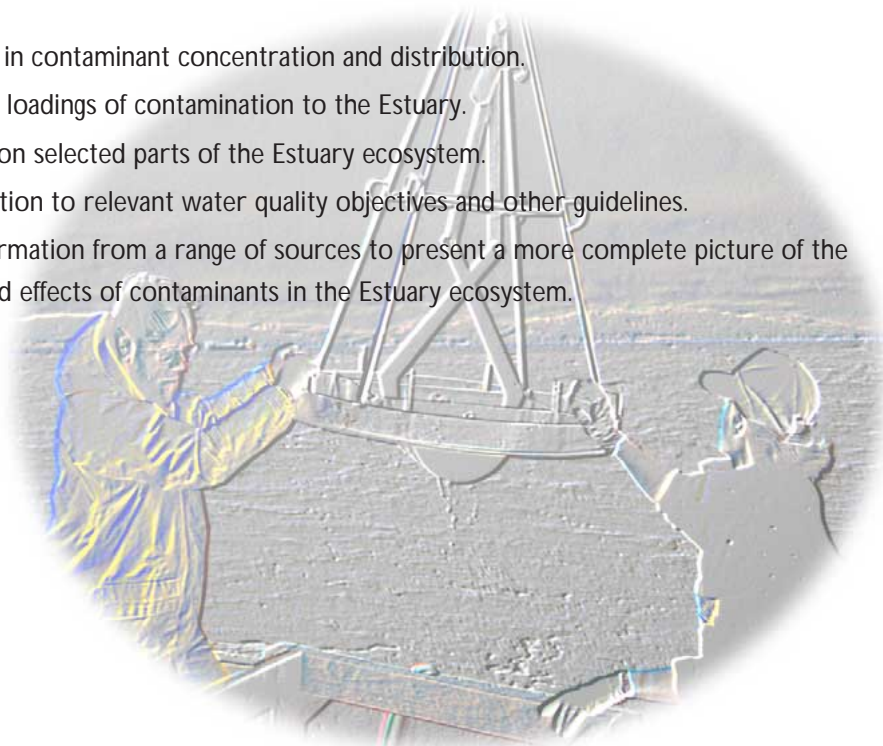 in contaminant concentration and distribution.
loadings of contamination to the Estuary.
on selected parts of the Estuary ecosystem.
tion to relevant water quality objectives and other guidelines.
rmation from a range of sources to present a more complete picture of the
d effects of contaminants in the Estuary ecosystem.